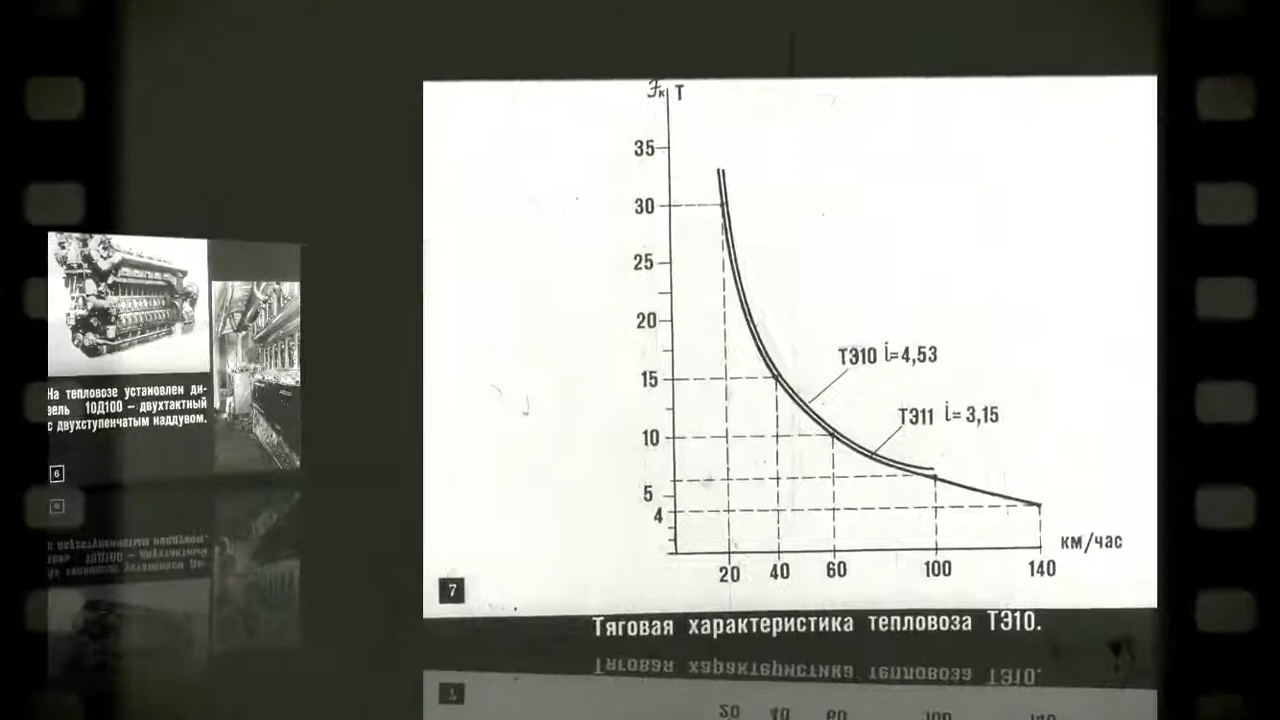 На тепловозе установлен ди-
зель 10Д100 – двухтактный
с двухступенчатым наддувом.
6
Fк Т
35
30
25
20
15
10
5
4
ТЭ10 i=4,53
ТЭ11 i=3,15
км/час
20 40 60 100 140
7
Тяговая характеристика тепловоза ТЭ10.